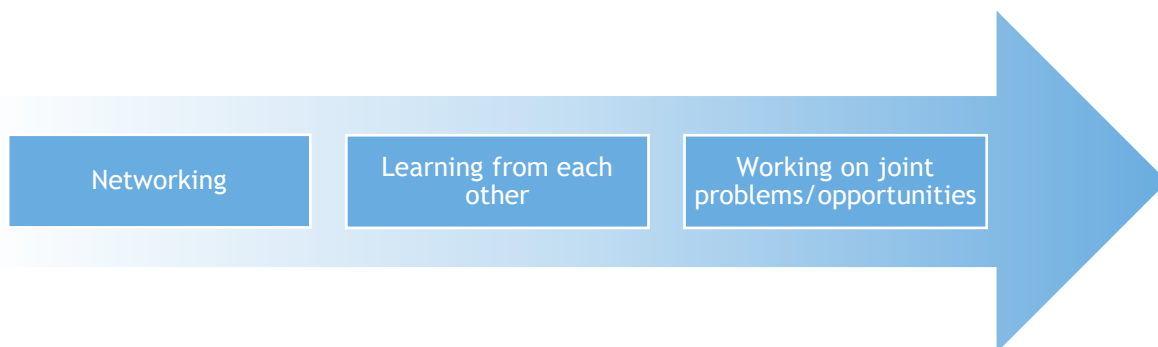 Networking
Learning from each
other
Working on joint
problems/opportunities